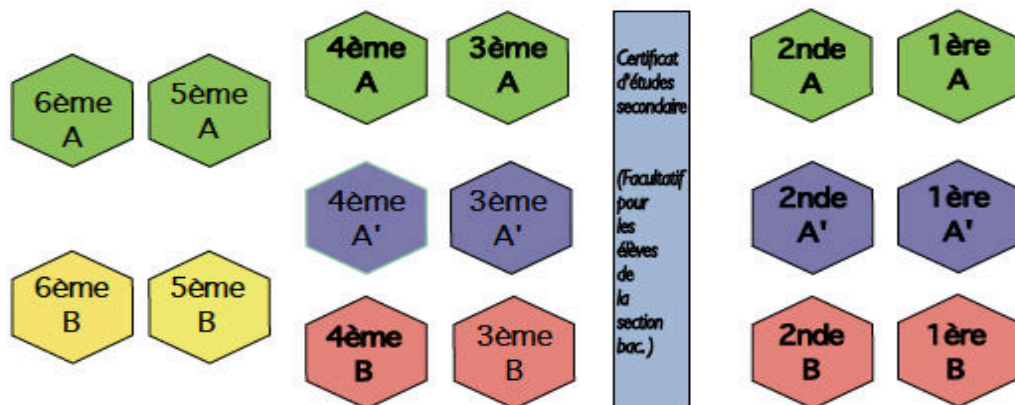 6ème
A
5ème
A
4ème
A
3ème
A
Certificat
d'études
secondaire
(Facultatif
pour
les
élèves
de
la
section
bac.)
2nde
A
1ère
A
4ème
A'
3ème
A'
2nde
A'
1ère
A'
6ème
B
5ème
B
4ème
B
3ème
B
2nde
B
1ère
B